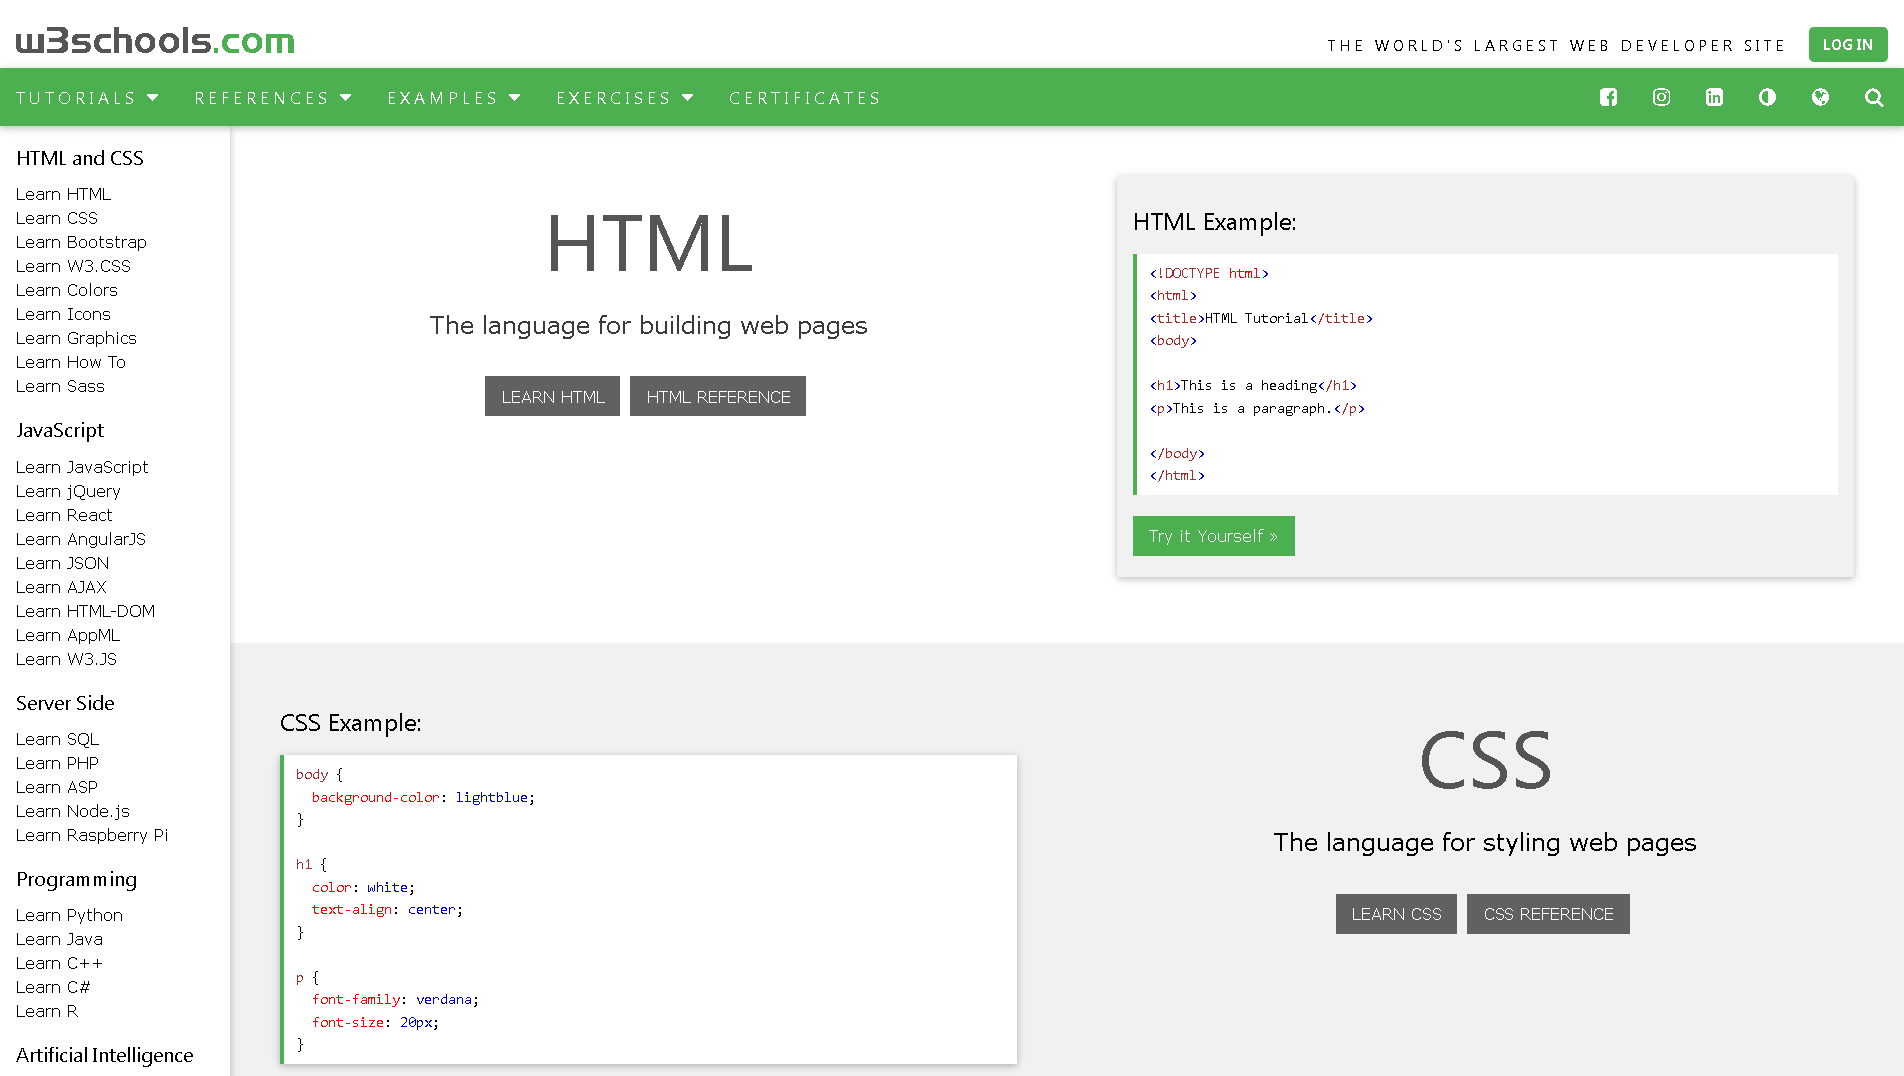 w3schools.com
THE WORLD'S LARGEST WEB DEVELOPER SITE
LOG IN
TUTORIALS REFERENCES EXAMPLES EXERCISES CERTIFICATES
HTML and CSS
Learn HTML
Learn CSS
Learn Bootstrap
Learn W3.CSS
Learn Colors
Learn Icons
Learn Graphics
Learn How To
Learn Sass
JavaScript
Learn JavaScript
Learn jQuery
Learn React
Learn AngularJS
Learn JSON
Learn AJAX
Learn HTML-DOM
Learn AppML
Learn W3.JS
Server Side
Learn SQL
Learn PHP
Learn ASP
Learn Node.js
Learn Raspberry Pi
Programming
Learn Python
Learn Java
Learn C++
Learn C#
Learn R
Artificial Intelligence
HTML
The language for building web pages
LEARN HTML HTML REFERENCE
HTML Example:
<!DOCTYPE html>
<html>
<title>HTML Tutorial</title>
<body>
<h1>This is a heading</h1>
<p>This is a paragraph.</p>
</body>
</html>
Try it Yourself »
CSS Example:
body {
  background-color: lightblue;
}
h1 {
  color: white;
  text-align: center;
}
p {
  font-family: verdana;
  font-size: 20px;
}
CSS
The language for styling web pages
LEARN CSS CSS REFERENCE